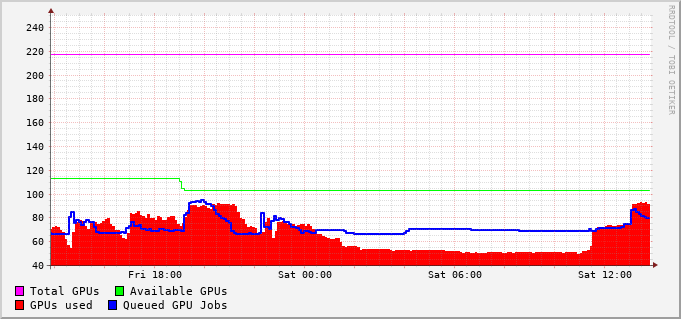 240
220
200
180
160
140
120
100
80
60
40
Fri 18:00 Sat 00:00 Sat 06:00 Sat 12:00
Total GPUs Available GPUs
GPUs used Queued GPU Jobs
RRDTOOL / TOBI OETIKER